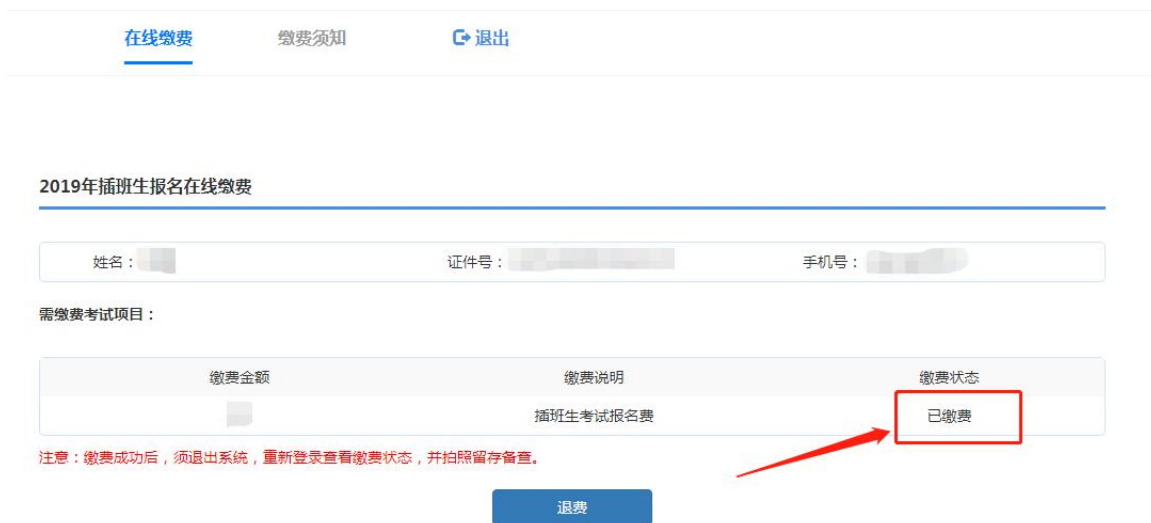 在线缴费 缴费须知 退出
2019年插班生报名在线缴费
姓名： 证件号： 手机号：
需缴费考试项目：
缴费金额 缴费说明 缴费状态
插班生考试报名费 已缴费
注意：缴费成功后，须退出系统，重新登录查看缴费状态，并拍照留存备查。
退费